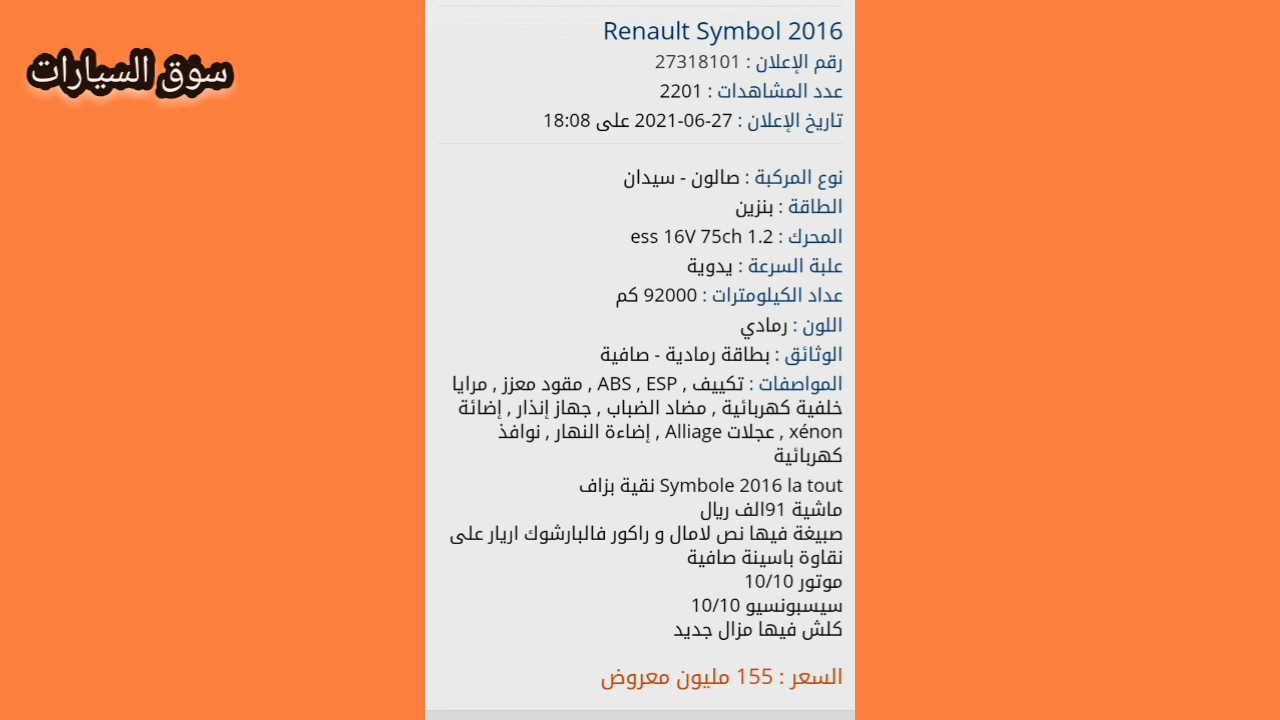 سوق السيارات
Renault Symbol 2016
رقم الإعلان : 27318101
عدد المشاهدات : 2201
تاريخ الإعلان : 27-06-2021 على 18:08
نوع المركبة : صالون - سيدان
الطاقة : بنزين
المحرك : 1.2 ess 16V 75ch
علبة السرعة : يدوية
عداد الكيلومترات : 92000 كم
اللون : رمادي
الوثائق : بطاقة رمادية - صافية
المواصفات : تكييف , ABS , ESP , مقود معزز , مرايا
خلفية كهربائية , مضاد الضباب , جهاز إنذار , إضائة
xénon , عجلات Alliage , إضاءة النهار , نوافذ
كهربائية
Symbole 2016 la tout نقية بزاف
ماشية 91الف ريال
صبيغة فيها نص لامال و راكور فالبارشوك اريار على
نقاوة باسينة صافية
موتور 10/10
سيسبونسيو 10/10
كلش فيها مزال جديد
السعر : 155 مليون معروض